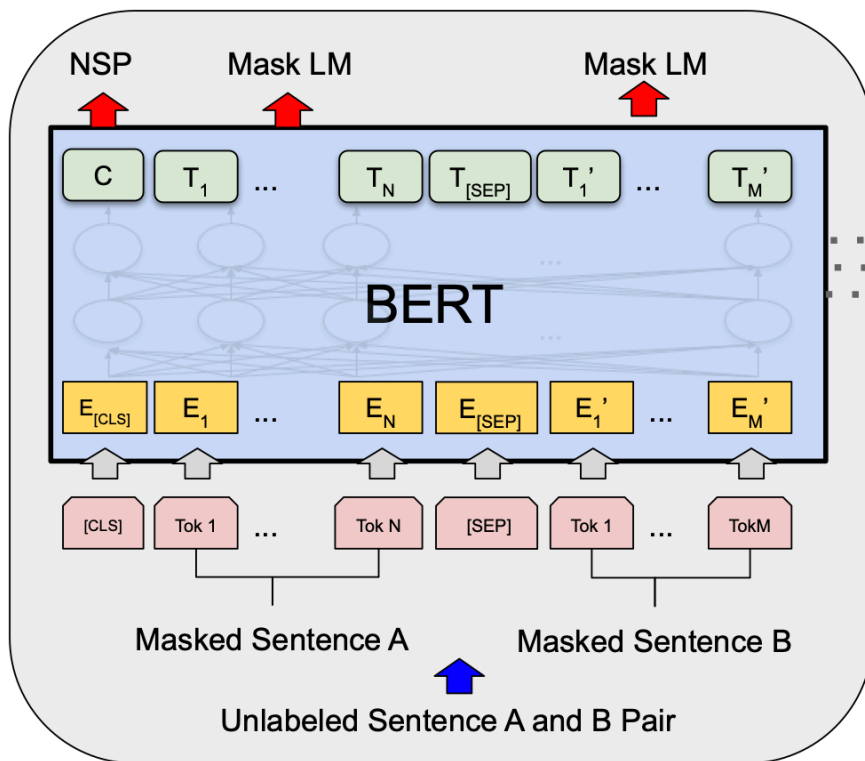 NSP Mask LM Mask LM
C T1 ... TN T[SEP] T1’ ... TM’
...
BERT
...
E[CLS] E1 ... EN E[SEP] E1’ ... EM’
[CLS] Tok 1 ... Tok N [SEP] Tok 1 ... TokM
Masked Sentence A Masked Sentence B
Unlabeled Sentence A and B Pair